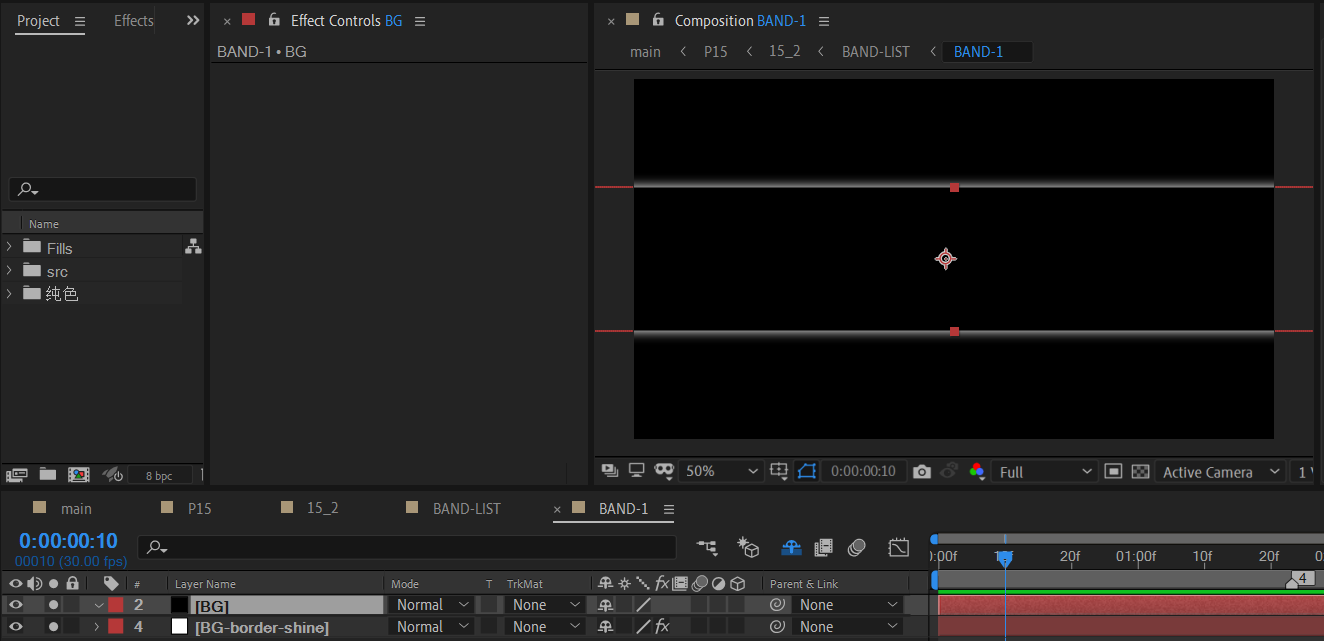 Project Effects
Effect Controls BG
Composition BAND-1
BAND-1 • BG
main P15 15_2 BAND-LIST BAND-1
Name
Fills
src
纯色
8 bpc
50% 0:00:00:10 Full Active Camera 1
main P15 15_2 BAND-LIST BAND-1
0:00:00:10
00010 (30.00 fps)
):00f 10f 20f 01:00f 10f 20f 0
# Layer Name Mode T TrkMat Parent & Link
4
2 [BG] Normal None None
4 [BG-border-shine] Normal None None